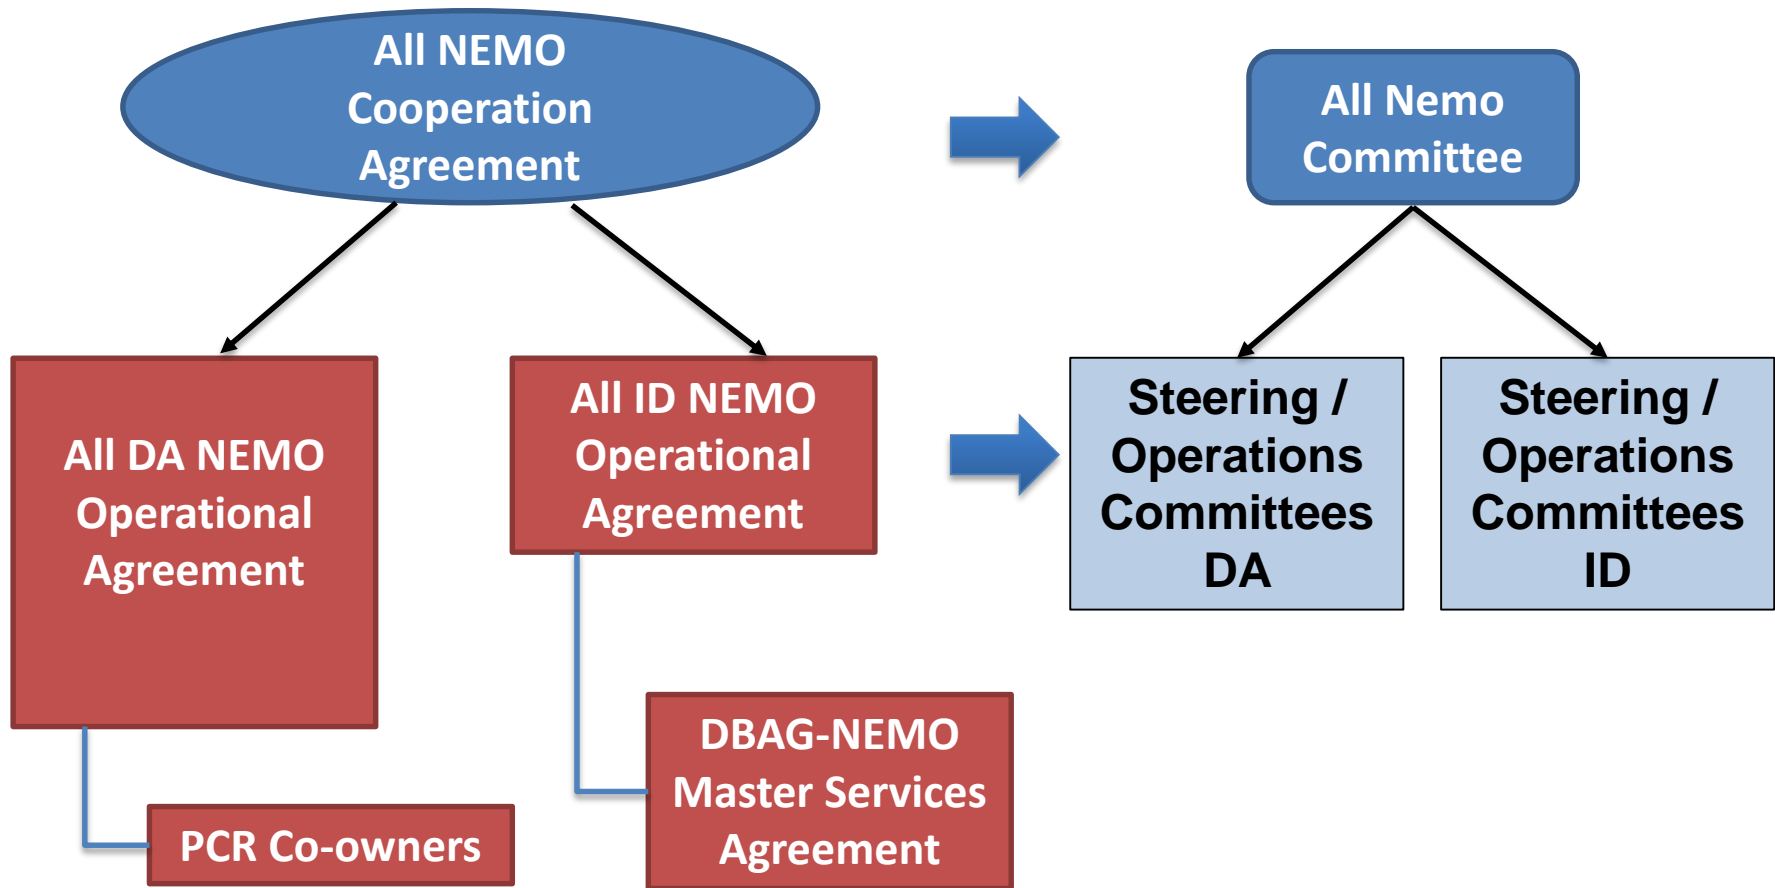 All NEMO
Cooperation
Agreement
All Nemo
Committee
All DA NEMO
Operational
Agreement
All ID NEMO
Operational
Agreement
Steering /
Operations
Committees
DA
Steering /
Operations
Committees
ID
PCR Co-owners
DBAG-NEMO
Master Services
Agreement